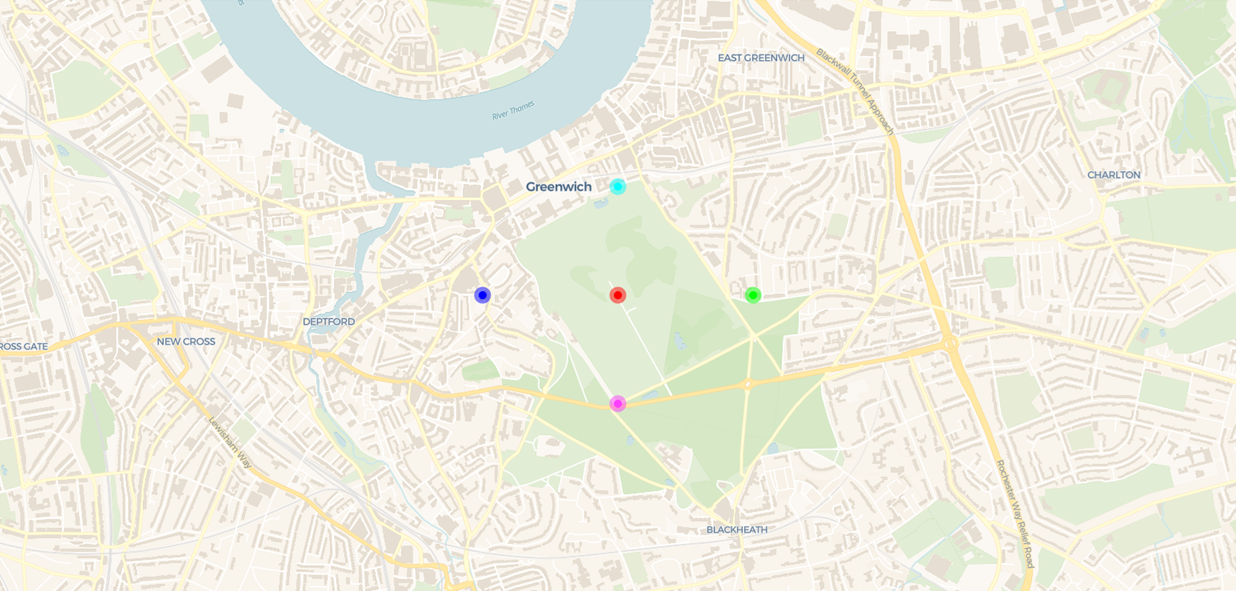 EAST GREENWICH
Blackwall Tunnel Approach
River Thames
CHARLTON
Greenwich
DEPTFORD
NEW CROSS
ROSS GATE
Lewisham Way
Rochester Way Relief Road
BLACKHEATH